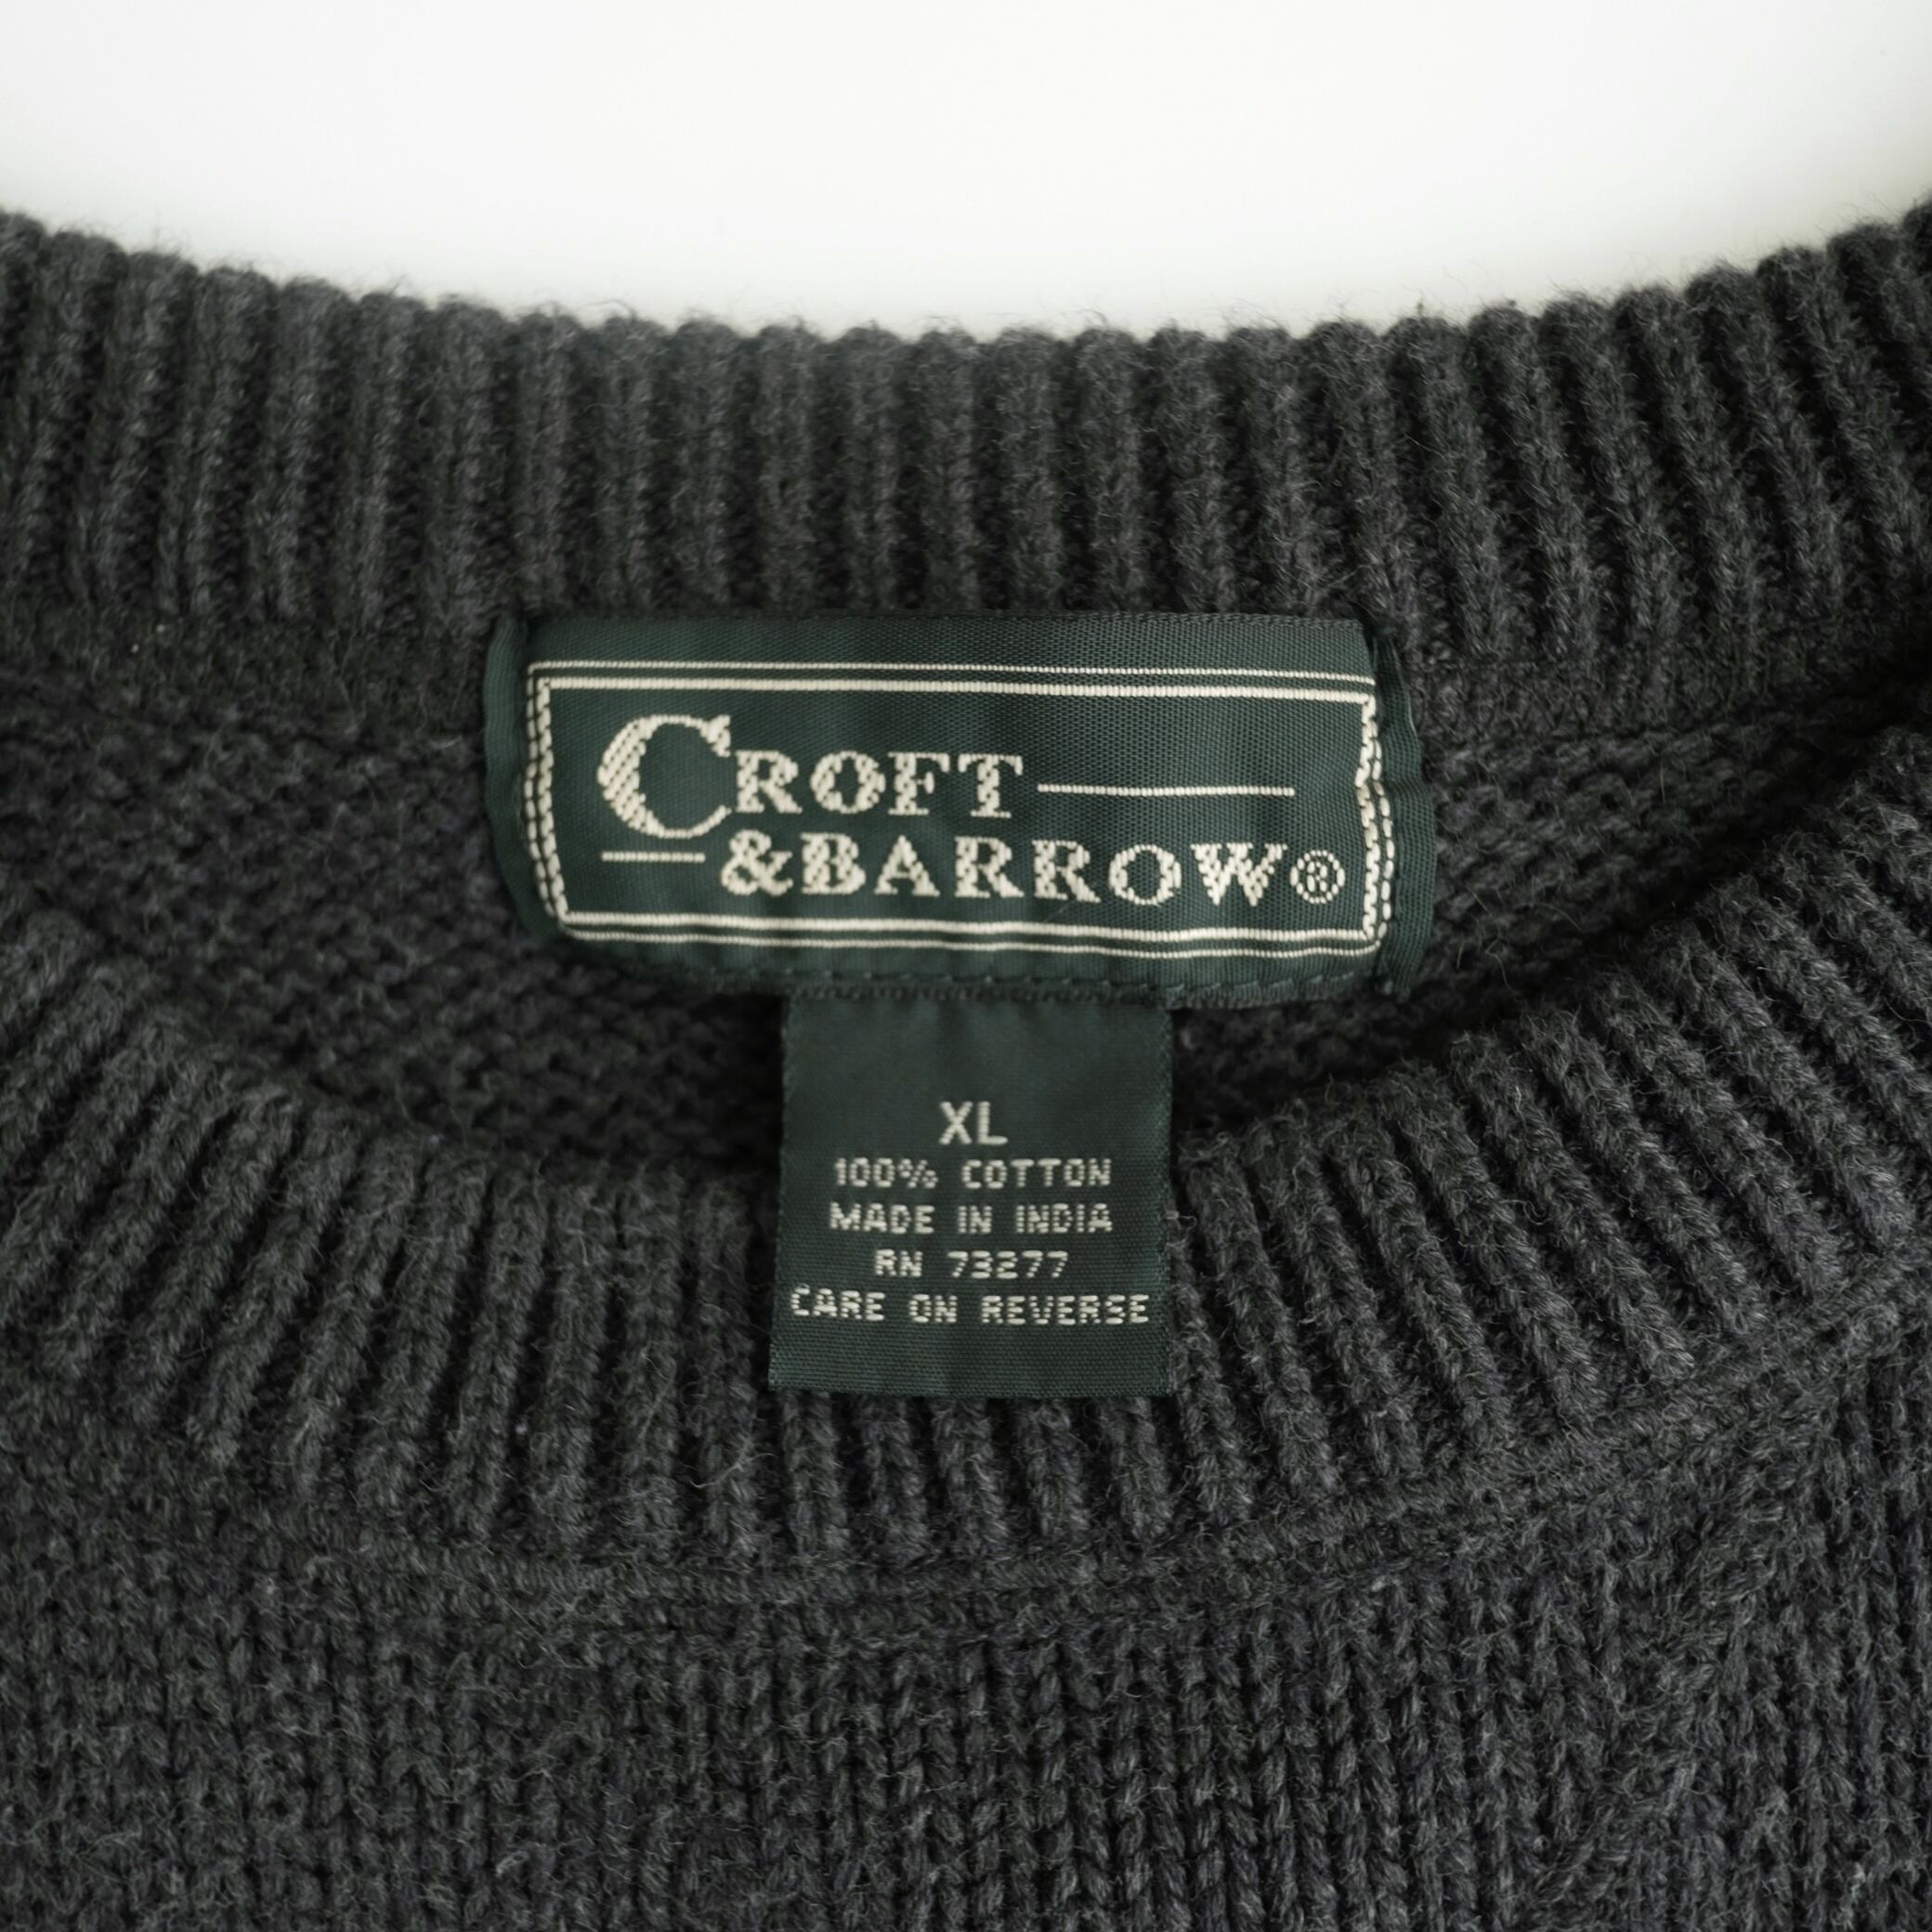 CROFT
&BARROW®
XL
100% COTTON
MADE IN INDIA
RN 73277
CARE ON REVERSE